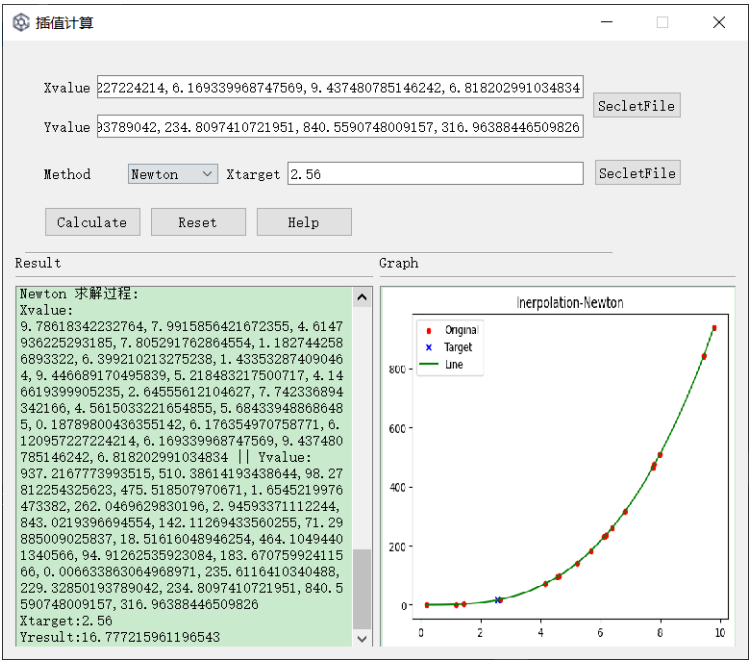 插值计算
Xvalue 227224214,6.169339968747569,9.437480785146242,6.818202991034834
SecletFile
Yvalue 93789042,234.8097410721951,840.5590748009157,316.96388446509826
Method Newton Xtarget 2.56 SecletFile
Calculate Reset Help
Result
Newton 求解过程:
Xvalue:
9.78618342232764,7.9915856421672355,4.6147
936225293185,7.805291762864554,1.182744258
6893322,6.399210213275238,1.43353287409046
4,9.446689170495839,5.218483217500717,4.14
6619399905235,2.64555612104627,7.742336894
342166,4.5615033221654855,5.68433948868648
5,0.18789800436355142,6.176354970758771,6.
120957227224214,6.169339968747569,9.437480
785146242,6.818202991034834 || Yvalue:
937.2167773993515,510.38614193438644,98.27
812254325623,475.518507970671,1.6545219976
473382,262.0469629830196,2.94593371112244,
843.0219396694554,142.11269433560255,71.29
885009025837,18.51616048946254,464.1049440
1340566,94.91262535923084,183.670759924115
66,0.006633863064968971,235.6116410340488,
229.32850193789042,234.8097410721951,840.5
590748009157,316.96388446509826
Xtarget:2.56
Yresult:16.777215961196543
Graph
Inerpolation-Newton
Original
Target
Line
800
600
400
200
0
0 2 4 6 8 10